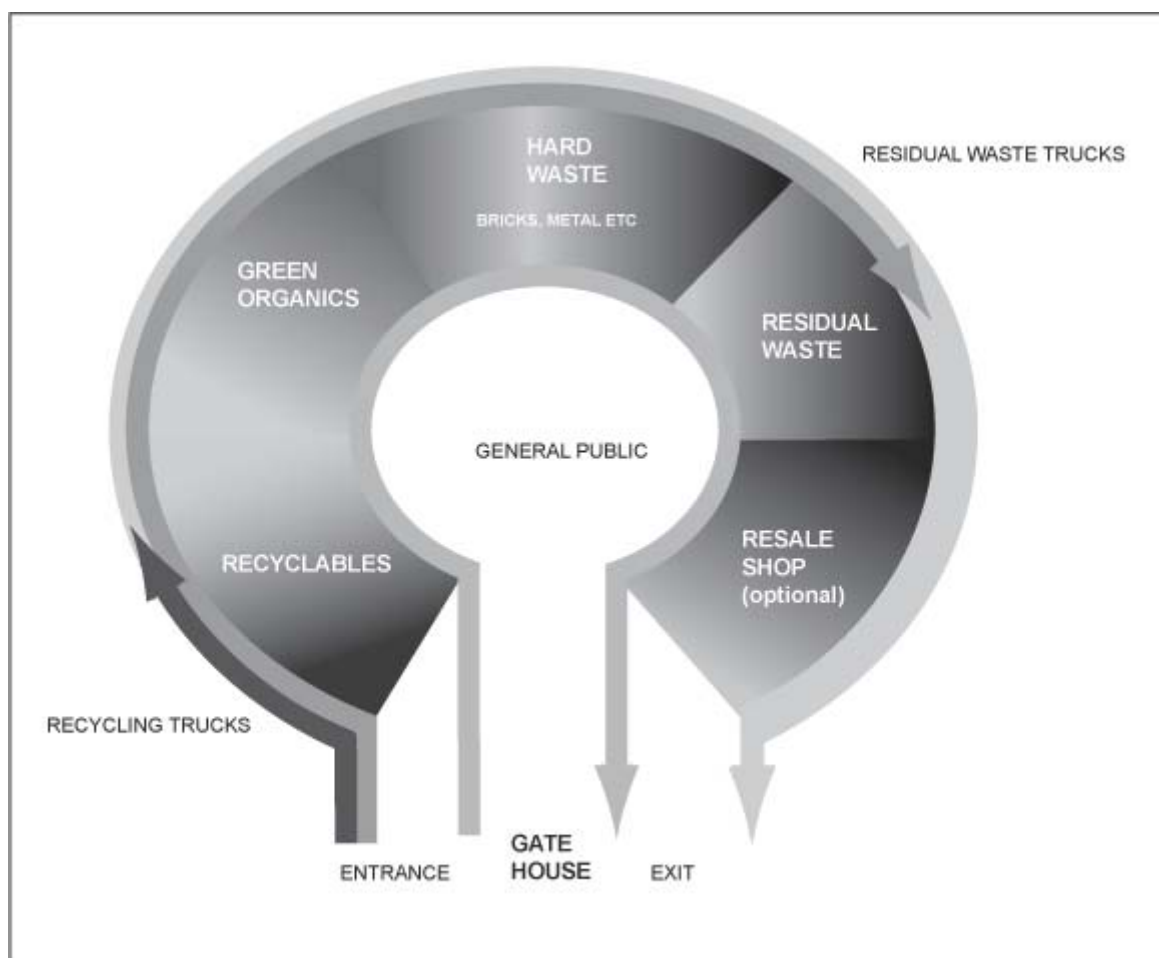 HARD
WASTE
BRICKS, METAL ETC
RESIDUAL WASTE TRUCKS
GREEN
ORGANICS
RESIDUAL
WASTE
GENERAL PUBLIC
RECYCLABLES
RESALE
SHOP
(optional)
RECYCLING TRUCKS
GATE
HOUSE
ENTRANCE
EXIT